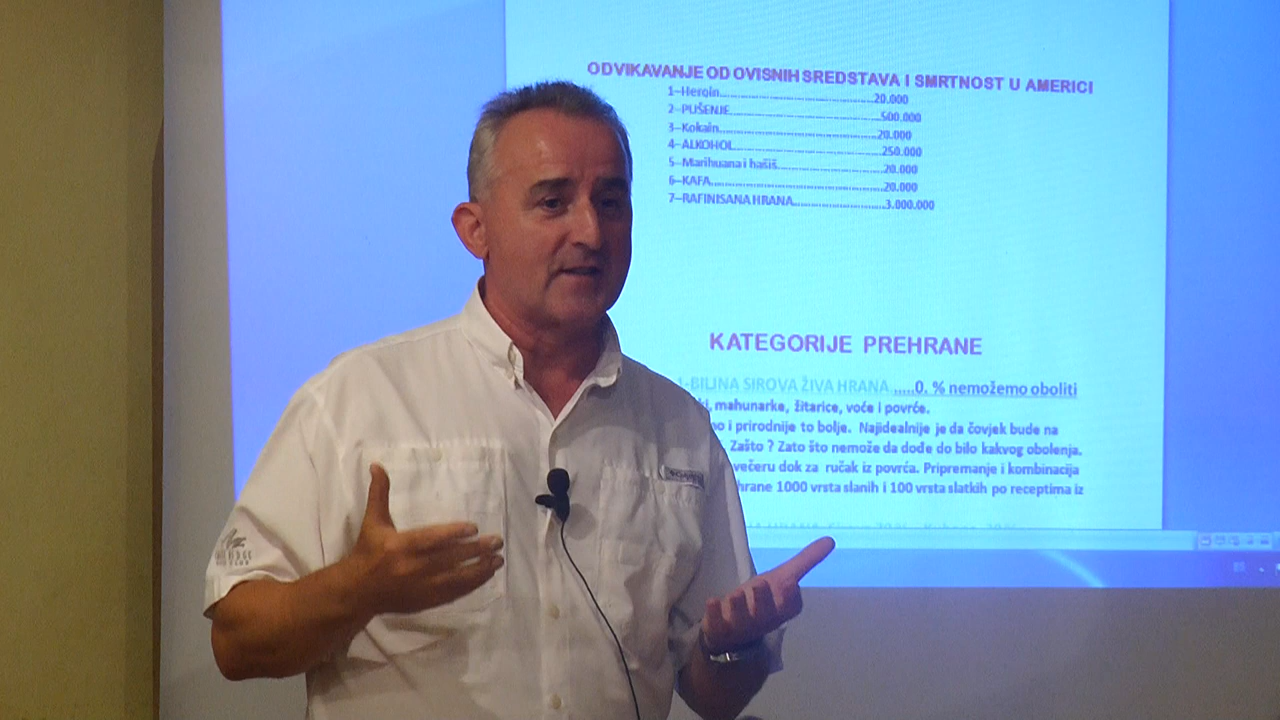 ODVIKAVANJE OD OVISNIH SREDSTAVA I SMRTNOST U AMERICI
1–Heroin.................................................20.000
2–PUŠENJE................................................500.000
3–Kokain...................................................20.000
4–ALKOHOL...............................................250.000
5–Marihuana i hašiš..................................20.000
6–KAFA.......................................................20.000
7–RAFINISANA HRANA.............................3.000.000
KATEGORIJE PREHRANE
1-BILJNA SIROVA ŽIVA HRANA .....0. % nemožemo oboliti
mahunarke, žitarice, voće i povrće.
i prirodnije to bolje. Najidealnije je da čovjek bude na
Zašto ? Zato što nemože da dođe do bilo kakvog obolenja.
večeru dok za ručak iz povrća. Pripremanje i kombinacija
hrane 1000 vrsta slanih i 100 vrsta slatkih po receptima iz